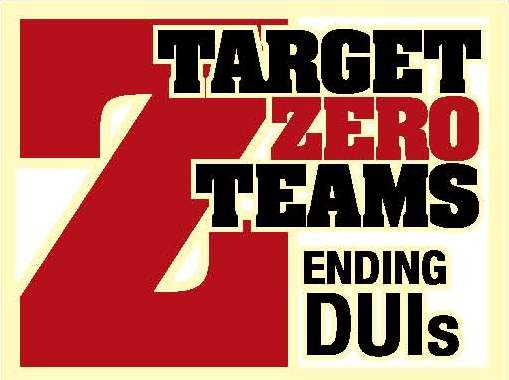 TARGET
ZERO
TEAMS
ENDING
DUIs